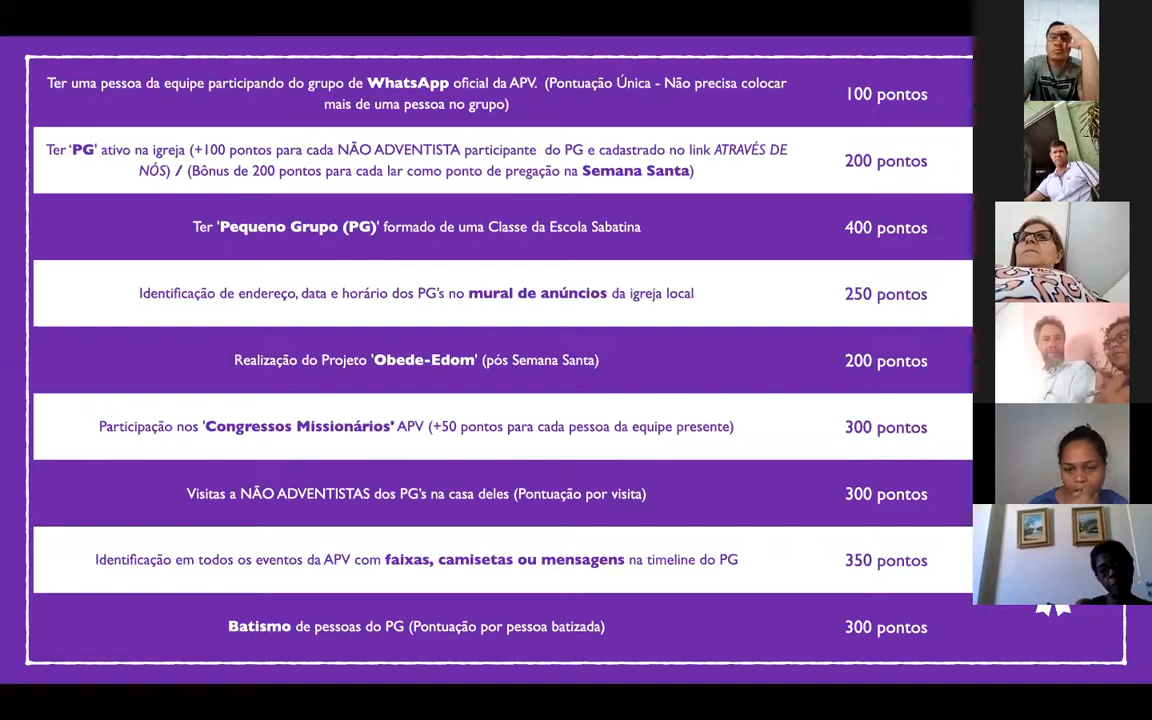 Ter uma pessoa da equipe participando do grupo de WhatsApp oficial da APV. (Pontuação Única - Não precisa colocar
mais de uma pessoa no grupo)
100 pontos
Ter 'PG' ativo na igreja (+100 pontos para cada NÃO ADVENTISTA participante do PG e cadastrado no link ATRAVÉS DE
NÓS) / (Bônus de 200 pontos para cada lar como ponto de pregação na Semana Santa)
200 pontos
Ter 'Pequeno Grupo (PG)' formado de uma Classe da Escola Sabatina
400 pontos
Identificação de endereço, data e horário dos PG's no mural de anúncios da igreja local
250 pontos
Realização do Projeto 'Obede-Edom' (pós Semana Santa)
200 pontos
Participação nos 'Congressos Missionários' APV (+50 pontos para cada pessoa da equipe presente)
300 pontos
Visitas a NÃO ADVENTISTAS dos PG's na casa deles (Pontuação por visita)
300 pontos
Identificação em todos os eventos da APV com faixas, camisetas ou mensagens na timeline do PG
350 pontos
Batismo de pessoas do PG (Pontuação por pessoa batizada)
300 pontos